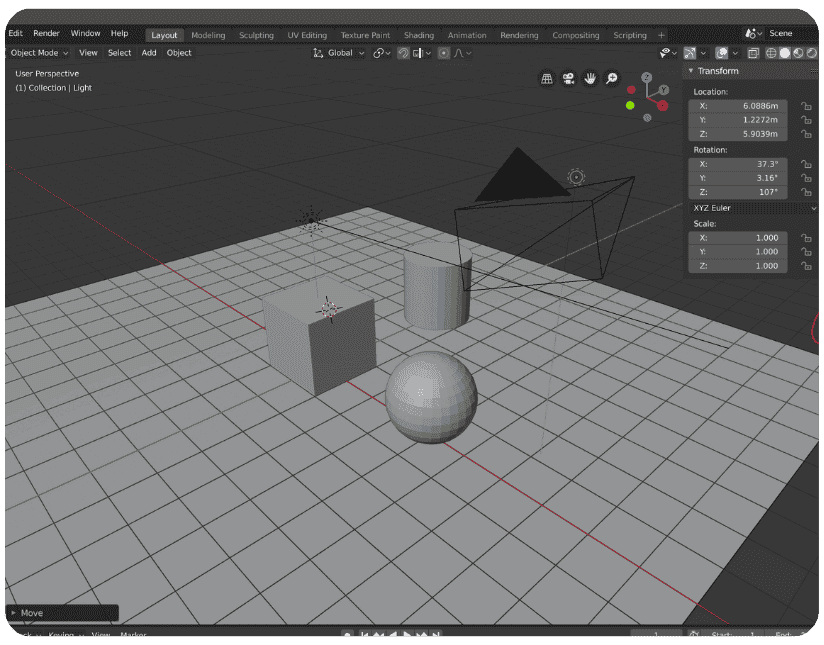 Edit Render Window Help Layout Modeling Sculpting UV Editing Texture Paint Shading Animation Rendering Compositing Scripting + Scene
Object Mode View Select Add Object Global
User Perspective
(1) Collection | Light
Z
Y
Transform
Location:
X: 6.0886m
Y: 1.2272m
Z: 5.9039m
Rotation:
X: 37.3°
Y: 3.16°
Z: 107°
XYZ Euler
Scale:
X: 1.000
Y: 1.000
Z: 1.000
Move
Keying View Marker 1 Start: 1 End: